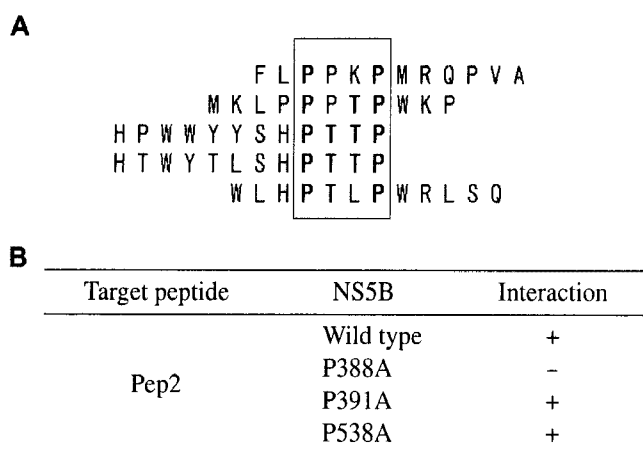 A
F L P P K P M R Q P V A
M K L P P P T P W K P
H P W W Y Y S H P T T P
H T W Y T L S H P T T P
W L H P T L P W R L S Q
B
Target peptide NS5B Interaction
Wild type +
P388A –
Pep2
P391A +
P538A +